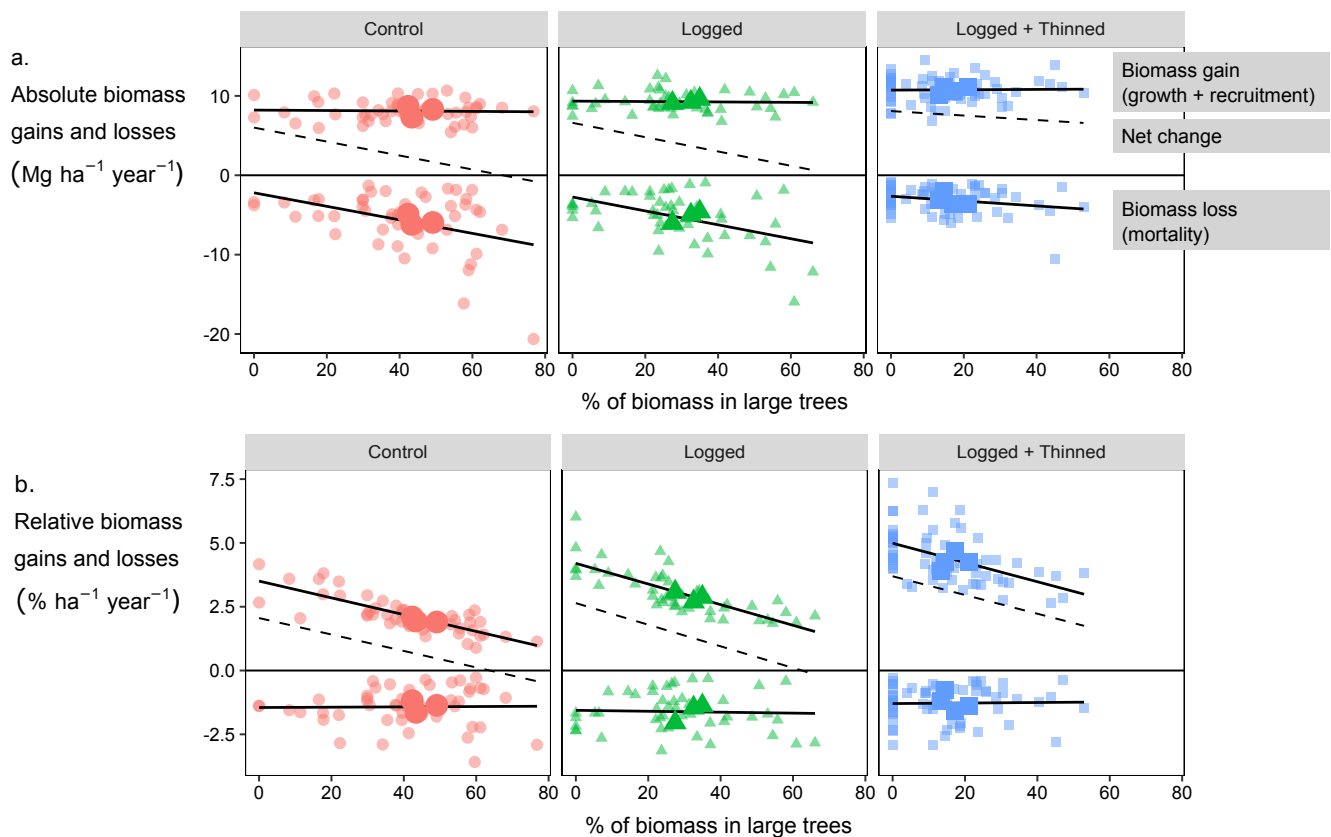 Control
Logged
Logged + Thinned
a.
Absolute biomass
gains and losses
(Mg ha⁻¹ year⁻¹)
10
0
-10
-20
Biomass gain
(growth + recruitment)
Net change
Biomass loss
(mortality)
0 20 40 60 80
0 20 40 60 80
0 20 40 60 80
% of biomass in large trees
Control
Logged
Logged + Thinned
b.
Relative biomass
gains and losses
(% ha⁻¹ year⁻¹)
7.5
5.0
2.5
0.0
-2.5
0 20 40 60 80
0 20 40 60 80
0 20 40 60 80
% of biomass in large trees